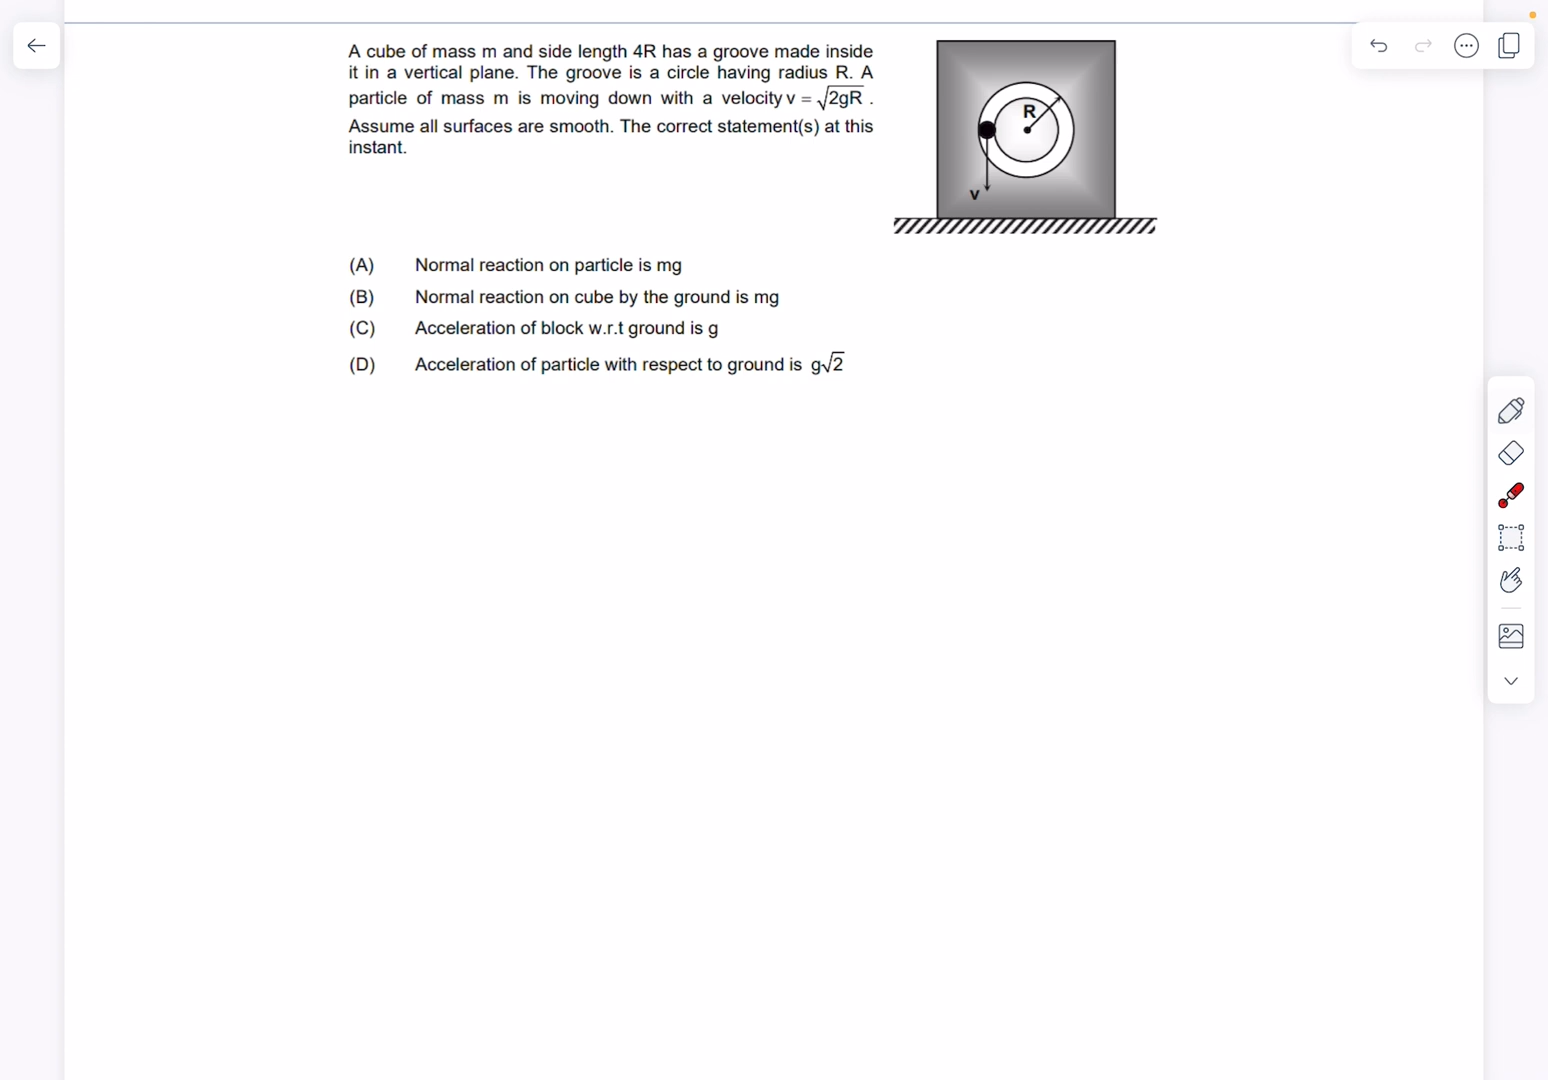 A cube of mass m and side length 4R has a groove made inside
it in a vertical plane. The groove is a circle having radius R. A
particle of mass m is moving down with a velocity v = √2gR .
Assume all surfaces are smooth. The correct statement(s) at this
instant.
R
v
(A) Normal reaction on particle is mg
(B) Normal reaction on cube by the ground is mg
(C) Acceleration of block w.r.t ground is g
(D) Acceleration of particle with respect to ground is g√2